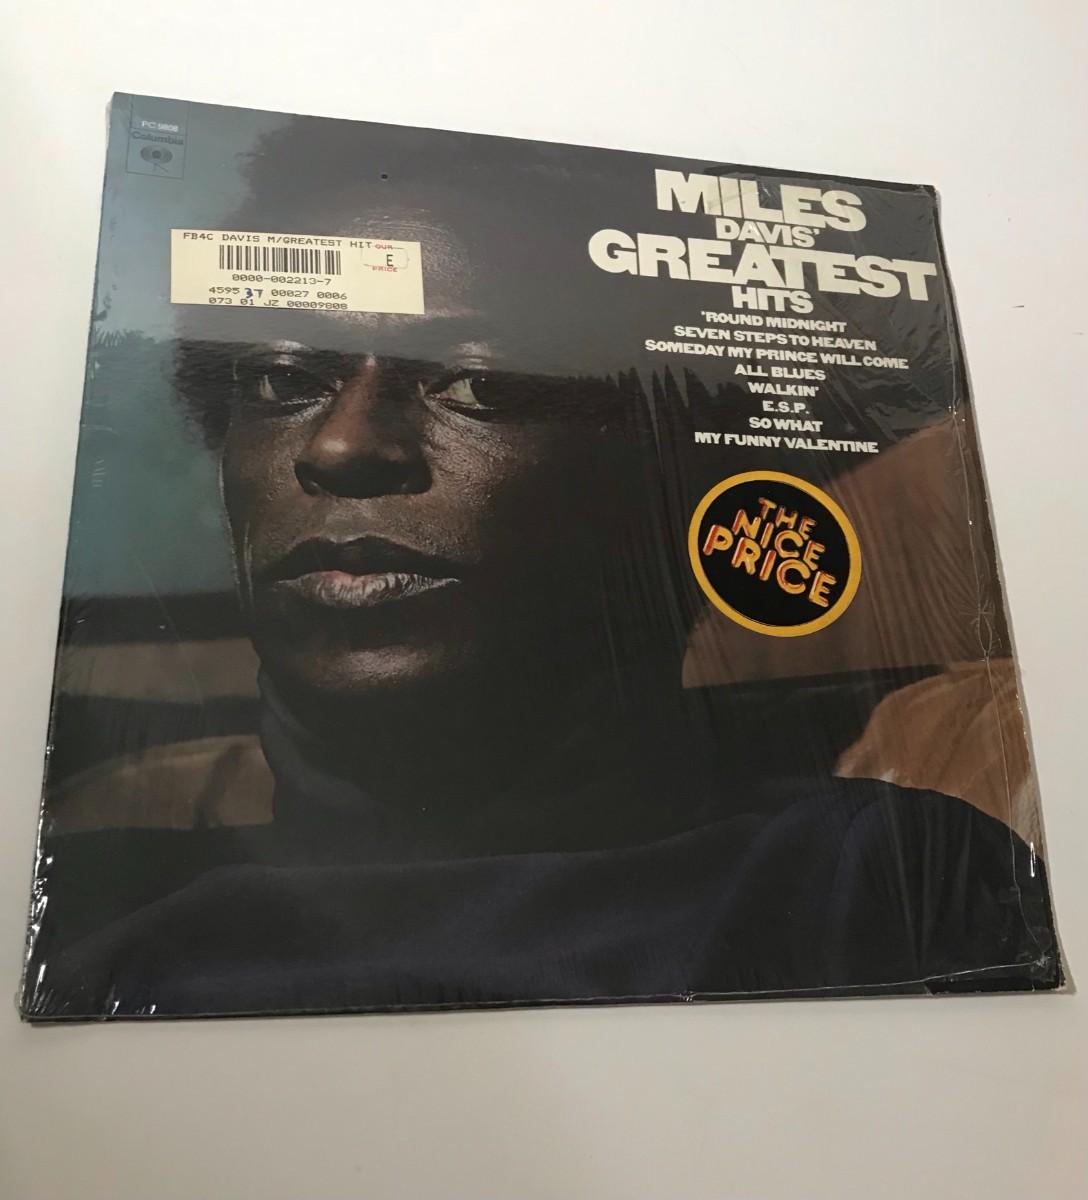 PC 9808
Columbia
FB4C DAVIS M/GREATEST HIT
OUR
E
PRICE
0000-002213-7
4595 37 00027 0006
073 01 JZ 00009808
MILES
DAVIS'
GREATEST
HITS
'ROUND MIDNIGHT
SEVEN STEPS TO HEAVEN
SOMEDAY MY PRINCE WILL COME
ALL BLUES
WALKIN'
E.S.P.
SO WHAT
MY FUNNY VALENTINE
THE
NICE
PRICE